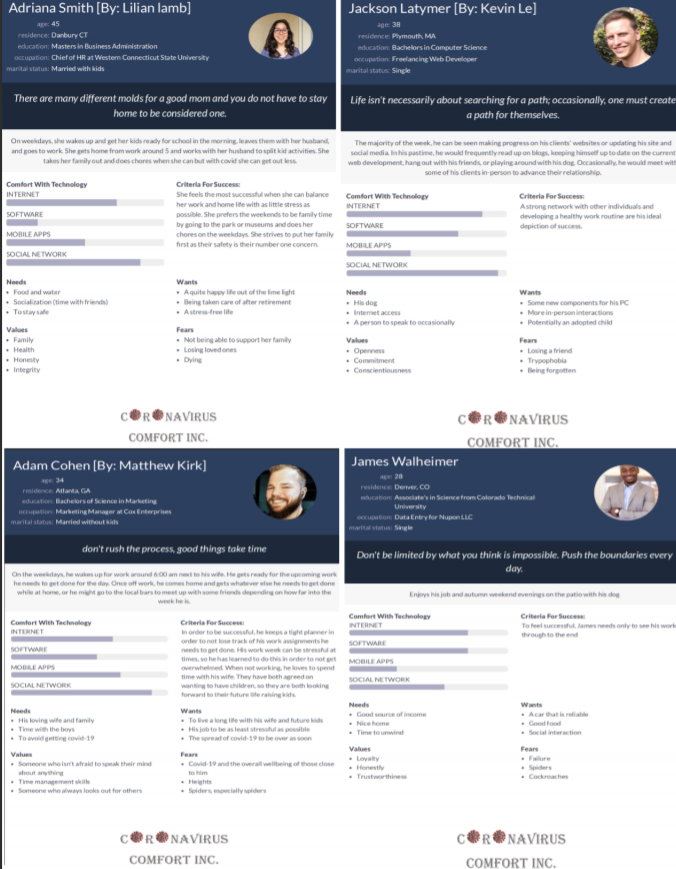 Adriana Smith [By: Lilian lamb]
age: 45
residence: Danbury CT
education: Masters in Business Administration
occupation: Chief of HR at Western Connecticut State University
marital status: Married with kids
There are many different molds for a good mom and you do not have to stay
home to be considered one.
On weekdays, she wakes up and get her kids ready for school in the morning, leaves them with her husband,
and goes to work. She gets home from work around 5 and works with her husband to split kid activities. She
takes her family out and does chores when she can but with covid she can get out less.
Comfort With Technology
INTERNET
SOFTWARE
MOBILE APPS
SOCIAL NETWORK
Criteria For Success:
She feels the most successful when she can balance
her work and home life with as little stress as
possible. She prefers the weekends to be family time
by going to the park or museums and does her
chores on the weekdays. She strives to put her family
first as their safety is their number one concern.
Needs
• Food and water
• Socialization (time with friends)
• To stay safe
Wants
• A quite happy life out of the lime light
• Being taken care of after retirement
• A stress-free life
Values
• Family
• Health
• Honesty
• Integrity
Fears
• Not being able to support her family
• Losing loved ones
• Dying
CORONAVIRUS
COMFORT INC.
Jackson Latymer [By: Kevin Le]
age: 38
residence: Plymouth, MA
education: Bachelors in Computer Science
occupation: Freelancing Web Developer
marital status: Single
Life isn't necessarily about searching for a path; occasionally, one must create
a path for themselves.
The majority of the week, he can be seen making progress on his clients' websites or updating his site and
social media. In his pastime, he would frequently read up on blogs, keeping himself up to date on the current
web development, hang out with his friends, or playing around with his dog. Occasionally, he would meet with
some of his clients in-person to advance their relationship.
Comfort With Technology
INTERNET
SOFTWARE
MOBILE APPS
SOCIAL NETWORK
Criteria For Success:
A strong network with other individuals and
developing a healthy work routine are his ideal
depiction of success.
Needs
• His dog
• Internet access
• A person to speak to occasionally
Wants
• Some new components for his PC
• More in-person interactions
• Potentially an adopted child
Values
• Openness
• Commitment
• Conscientiousness
Fears
• Losing a friend
• Trypophobia
• Being forgotten
CORONAVIRUS
COMFORT INC.
Adam Cohen [By: Matthew Kirk]
age: 34
residence: Atlanta, GA
education: Bachelors of Science in Marketing
occupation: Marketing Manager at Cox Enterprises
marital status: Married without kids
don't rush the process, good things take time
On the weekdays, he wakes up for work around 6:00 am next to his wife. He gets ready for the upcoming work
he needs to get done for the day. Once off work, he comes home and gets whatever else he needs to get done
while at home, or he might go to the local bars to meet up with some friends depending on how far into the
week he is.
Comfort With Technology
INTERNET
SOFTWARE
MOBILE APPS
SOCIAL NETWORK
Criteria For Success:
In order to be successful, he keeps a tight planner in
order to not lose track of his work assignments he
needs to get done. His work week can be stressful at
times, so he has learned to do this in order to not get
overwhelmed. When not working, he loves to spend
time with his wife. They have both agreed on
wanting to have children, so they are both looking
forward to their future life raising kids.
Needs
• His loving wife and family
• Time with the boys
• To avoid getting covid-19
Wants
• To live a long life with his wife and future kids
• His job to be as least stressful as possible
• The spread of covid-19 to be over as soon
Values
• Someone who isn't afraid to speak their mind
about anything
• Time management skills
• Someone who always looks out for others
Fears
• Covid-19 and the overall wellbeing of those close
to him
• Heights
• Spiders, especially spiders
CORONAVIRUS
COMFORT INC.
James Walheimer
age: 28
residence: Denver, CO
education: Associate's in Science from Colorado Technical
University
occupation: Data Entry for Nupon LLC
marital status: Single
Don't be limited by what you think is impossible. Push the boundaries every
day.
Enjoys his job and autumn weekend evenings on the patio with his dog
Comfort With Technology
INTERNET
SOFTWARE
MOBILE APPS
SOCIAL NETWORK
Criteria For Success:
To feel successful, James needs only to see his work
through to the end
Needs
• Good source of income
• Nice home
• Time to unwind
Wants
• A car that is reliable
• Good food
• Social interaction
Values
• Loyalty
• Honestly
• Trustworthiness
Fears
• Failure
• Spiders
• Cockroaches
CORONAVIRUS
COMFORT INC.